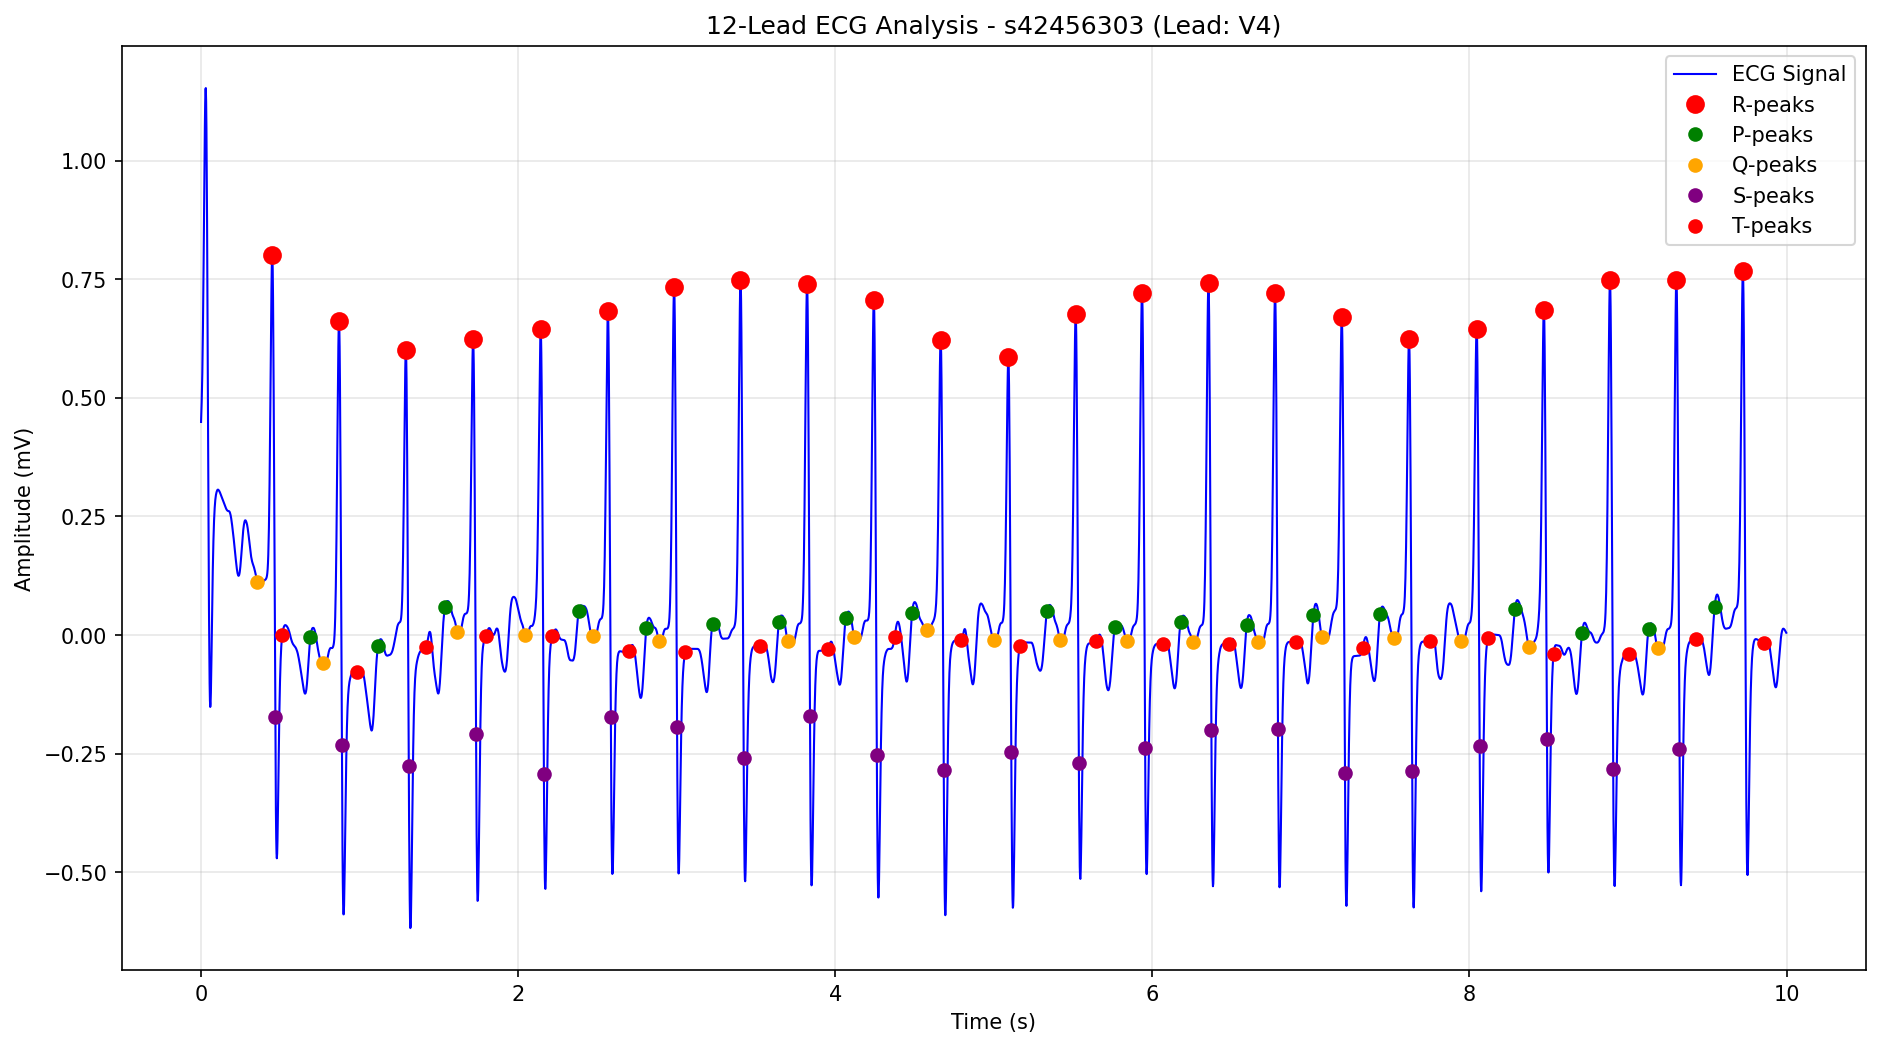 12-Lead ECG Analysis - s42456303 (Lead: V4)
ECG Signal
R-peaks
P-peaks
Q-peaks
S-peaks
T-peaks
Amplitude (mV)
1.00
0.75
0.50
0.25
0.00
−0.25
−0.50
0 2 4 6 8 10
Time (s)